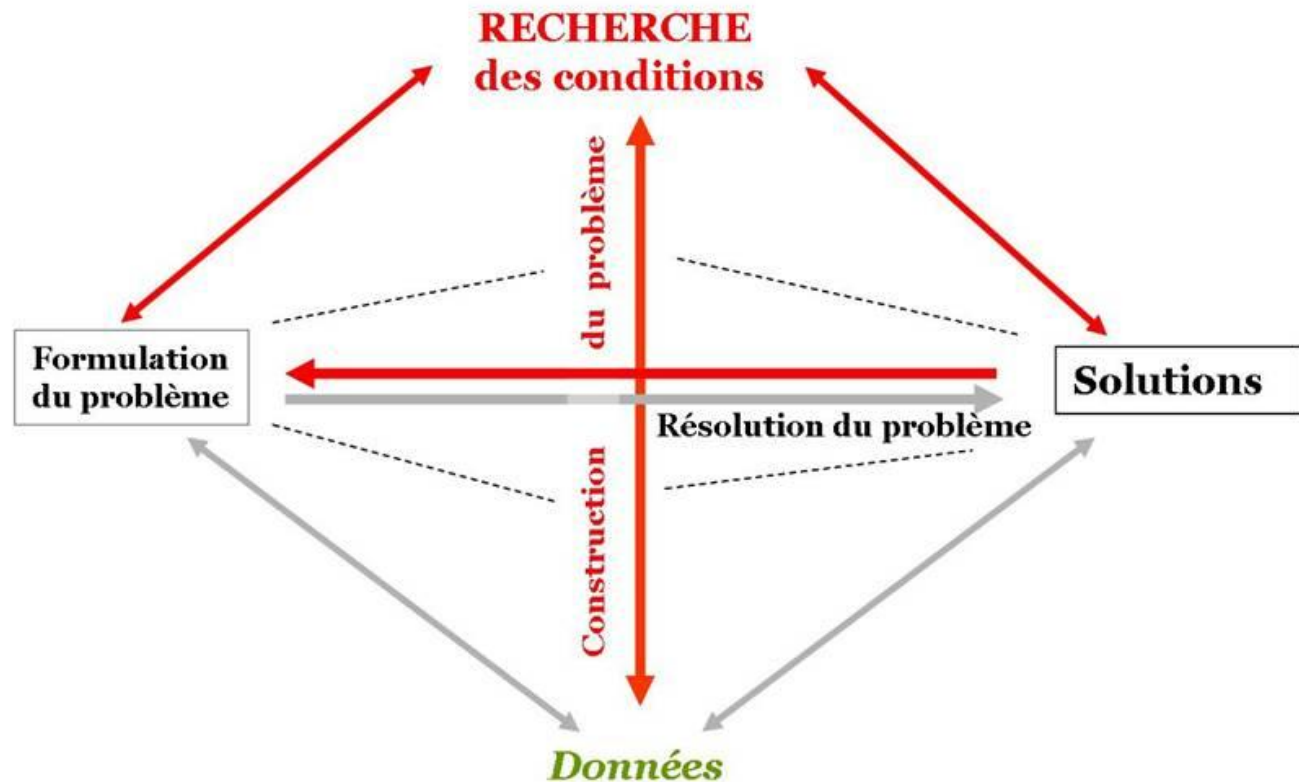 RECHERCHE
des conditions
Construction du problème
Formulation
du problème
Solutions
Résolution du problème
Données